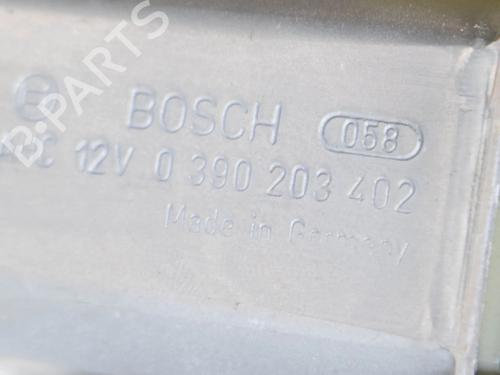 B-PARTS
BOSCH 058
12V 0 390 203 402
Made in Germany